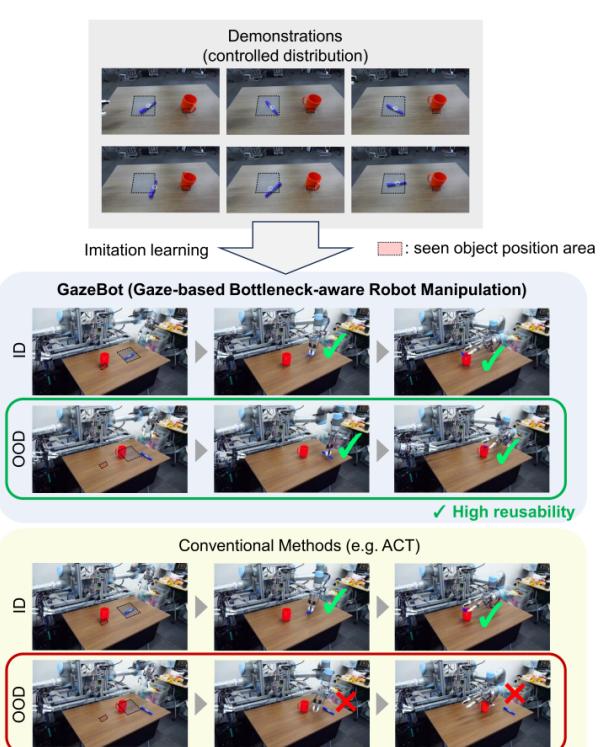 Demonstrations
(controlled distribution)
Imitation learning
: seen object position area
GazeBot (Gaze-based Bottleneck-aware Robot Manipulation)
ID
OOD
✓ High reusability
Conventional Methods (e.g. ACT)
ID
OOD